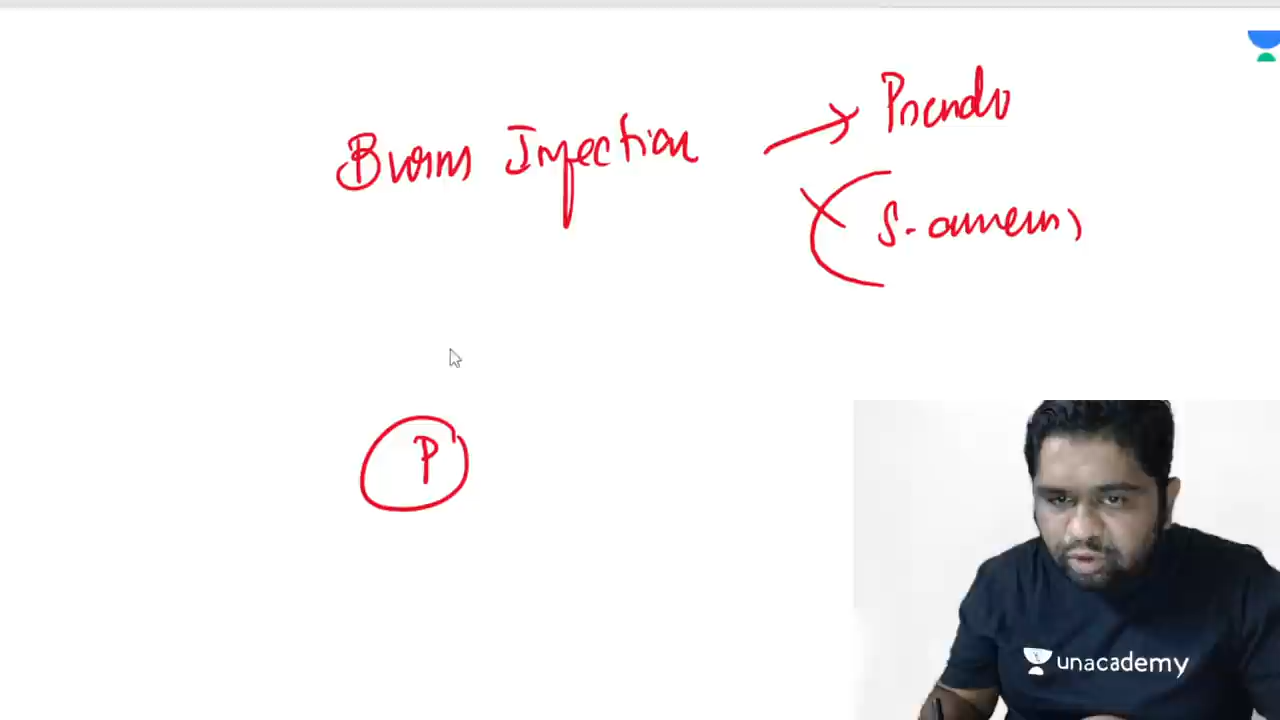 Burns Infection → Pseudo
S-aureus
P
unacademy